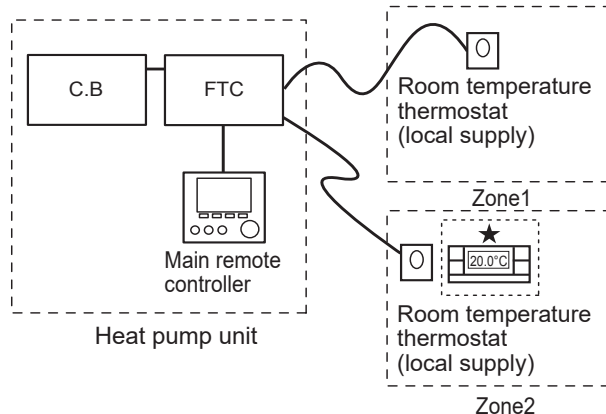 C.B
FTC
Main remote
controller
Heat pump unit
Room temperature
thermostat
(local supply)
Zone1
20.0°C
Room temperature
thermostat
(local supply)
Zone2